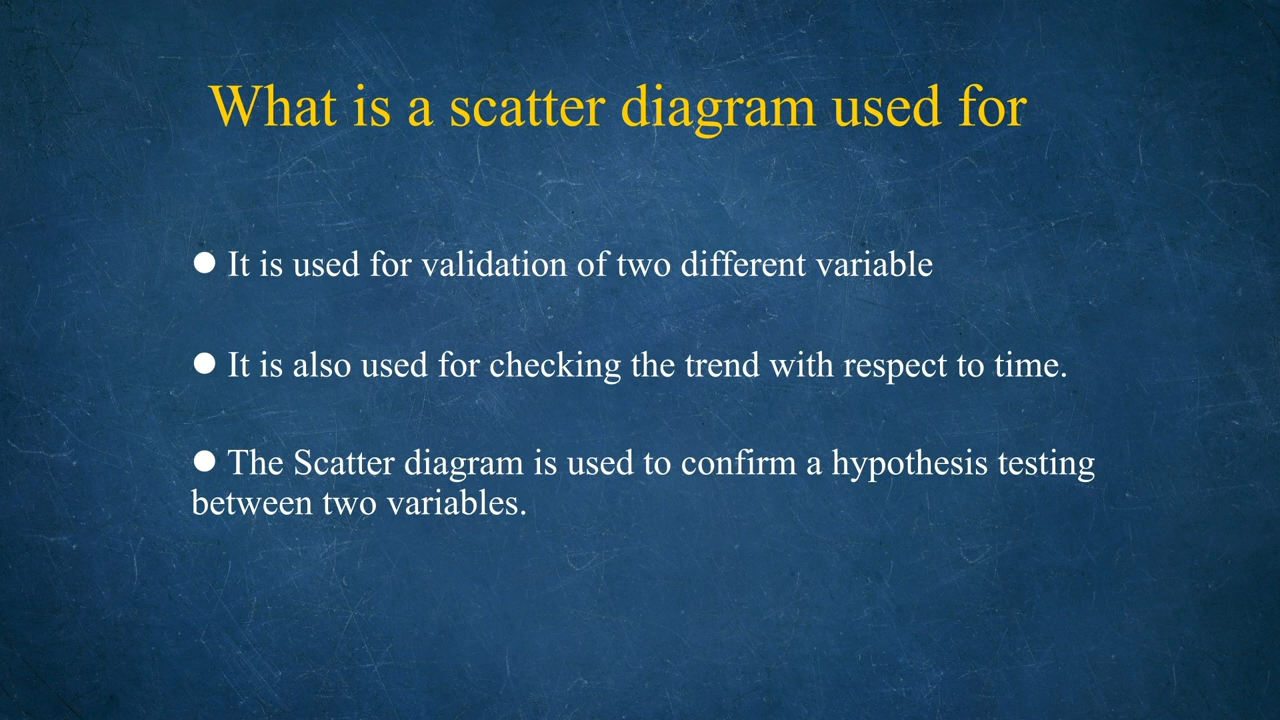 What is a scatter diagram used for
● It is used for validation of two different variable
● It is also used for checking the trend with respect to time.
● The Scatter diagram is used to confirm a hypothesis testing
between two variables.